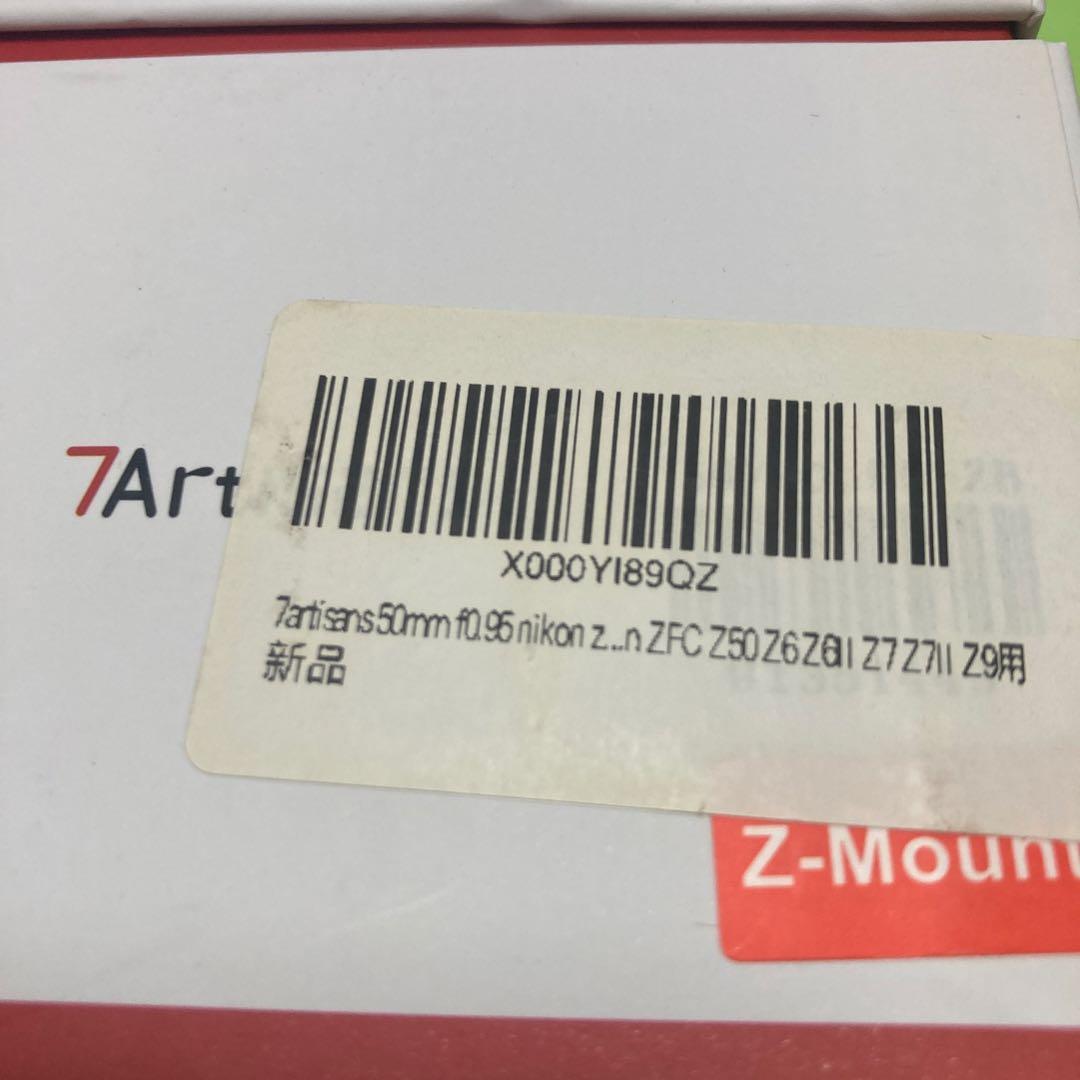 7Art
X000YI89QZ
7artisans 50mm f0.95 nikon z...n ZFC Z50 Z6 Z6II Z7 Z7II Z9用
新品
Z-Mount